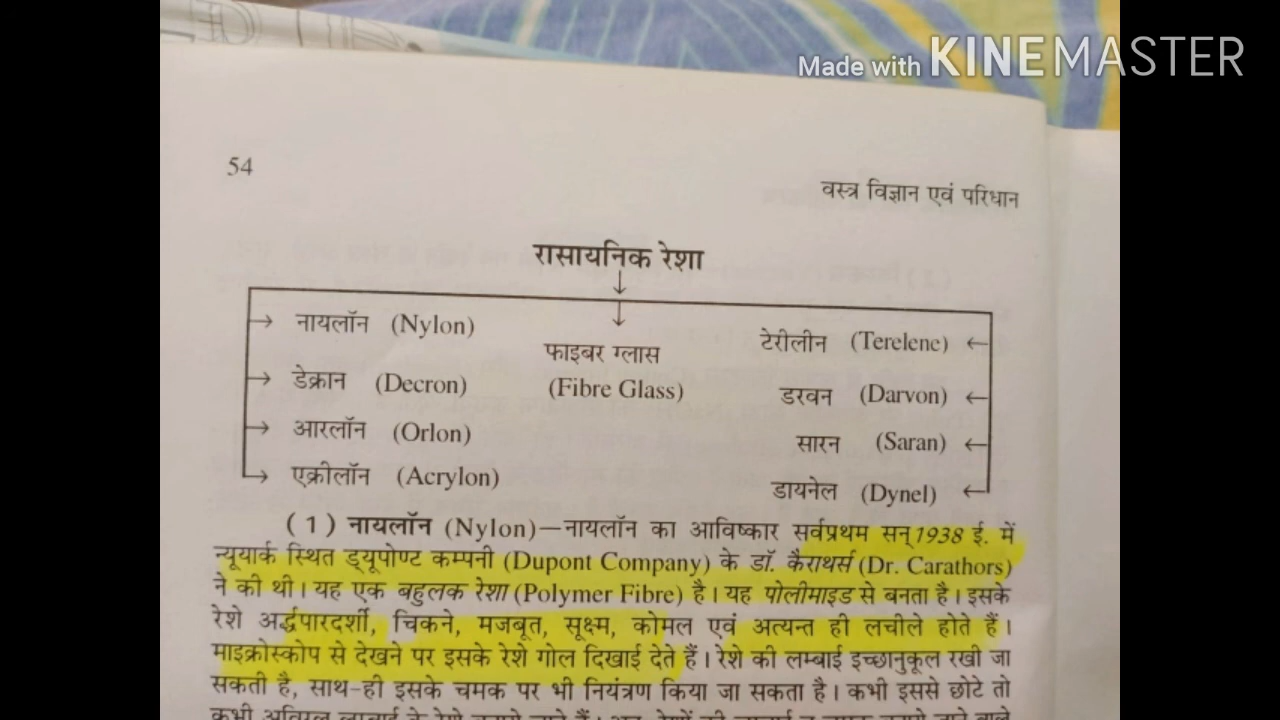 Made with KINEMASTER
54
वस्त्र विज्ञान एवं परिधान
रासायनिक रेशा
नायलॉन (Nylon)
डेक्रान (Decron)
आरलॉन (Orlon)
एक्रीलॉन (Acrylon)
फाइबर ग्लास
(Fibre Glass)
टेरीलीन (Terelene)
डरवन (Darvon)
सारन (Saran)
डायनेल (Dynel)
(1) नायलॉन (Nylon)—नायलॉन का आविष्कार सर्वप्रथम सन् 1938 ई. में
न्यूयार्क स्थित ड्यूपोण्ट कम्पनी (Dupont Company) के डॉ. कैराथर्स (Dr. Carathors)
ने की थी। यह एक बहुलक रेशा (Polymer Fibre) है। यह पोलीमाइड से बनता है। इसके
रेशे अर्द्धपारदर्शी, चिकने, मजबूत, सूक्ष्म, कोमल एवं अत्यन्त ही लचीले होते हैं।
माइक्रोस्कोप से देखने पर इसके रेशे गोल दिखाई देते हैं। रेशे की लम्बाई इच्छानुकूल रखी जा
सकती है, साथ-ही इसके चमक पर भी नियंत्रण किया जा सकता है। कभी इससे छोटे तो